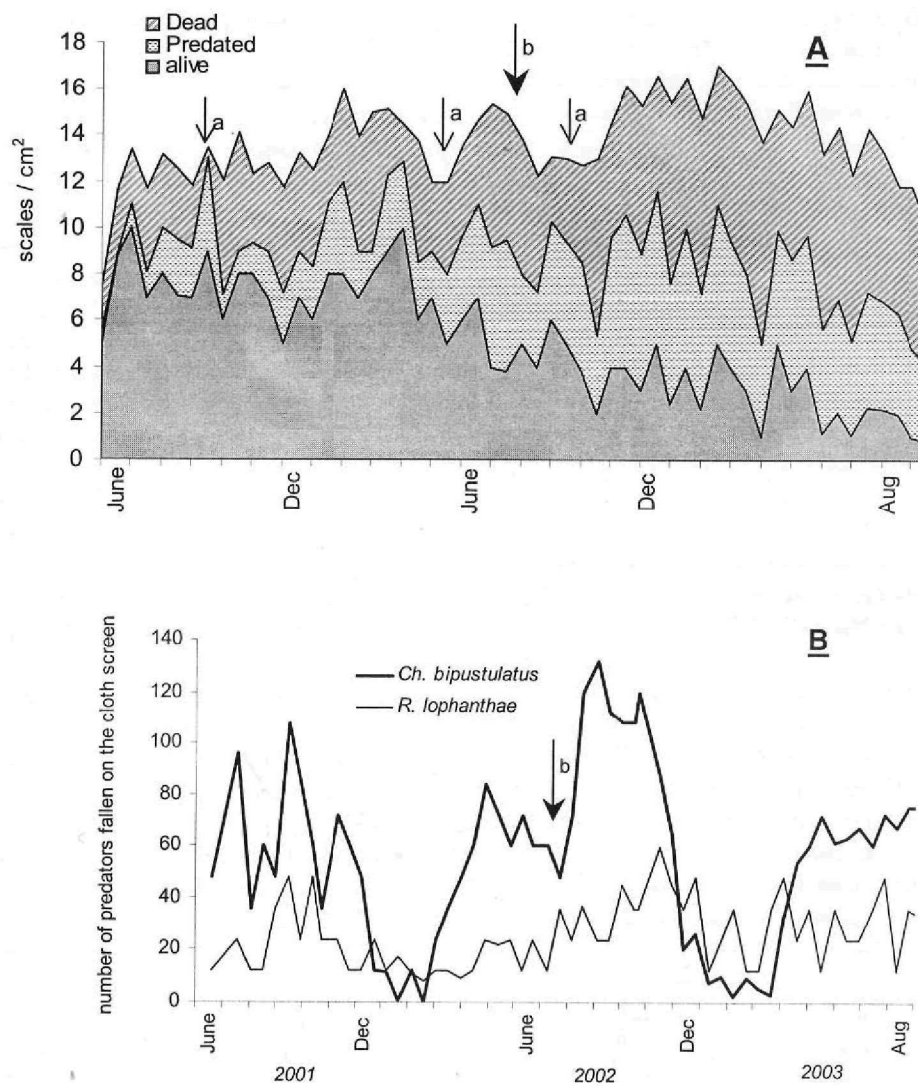 Dead
Predated
alive
A
b
a
a
a
18
16
14
12
10
8
6
4
2
0
scales / cm²
June
Dec
June
Dec
Aug
B
140
120
100
80
60
40
20
0
number of predators fallen on the cloth screen
Ch. bipustulatus
R. lophanthae
b
June
Dec
June
Dec
Aug
2001
2002
2003